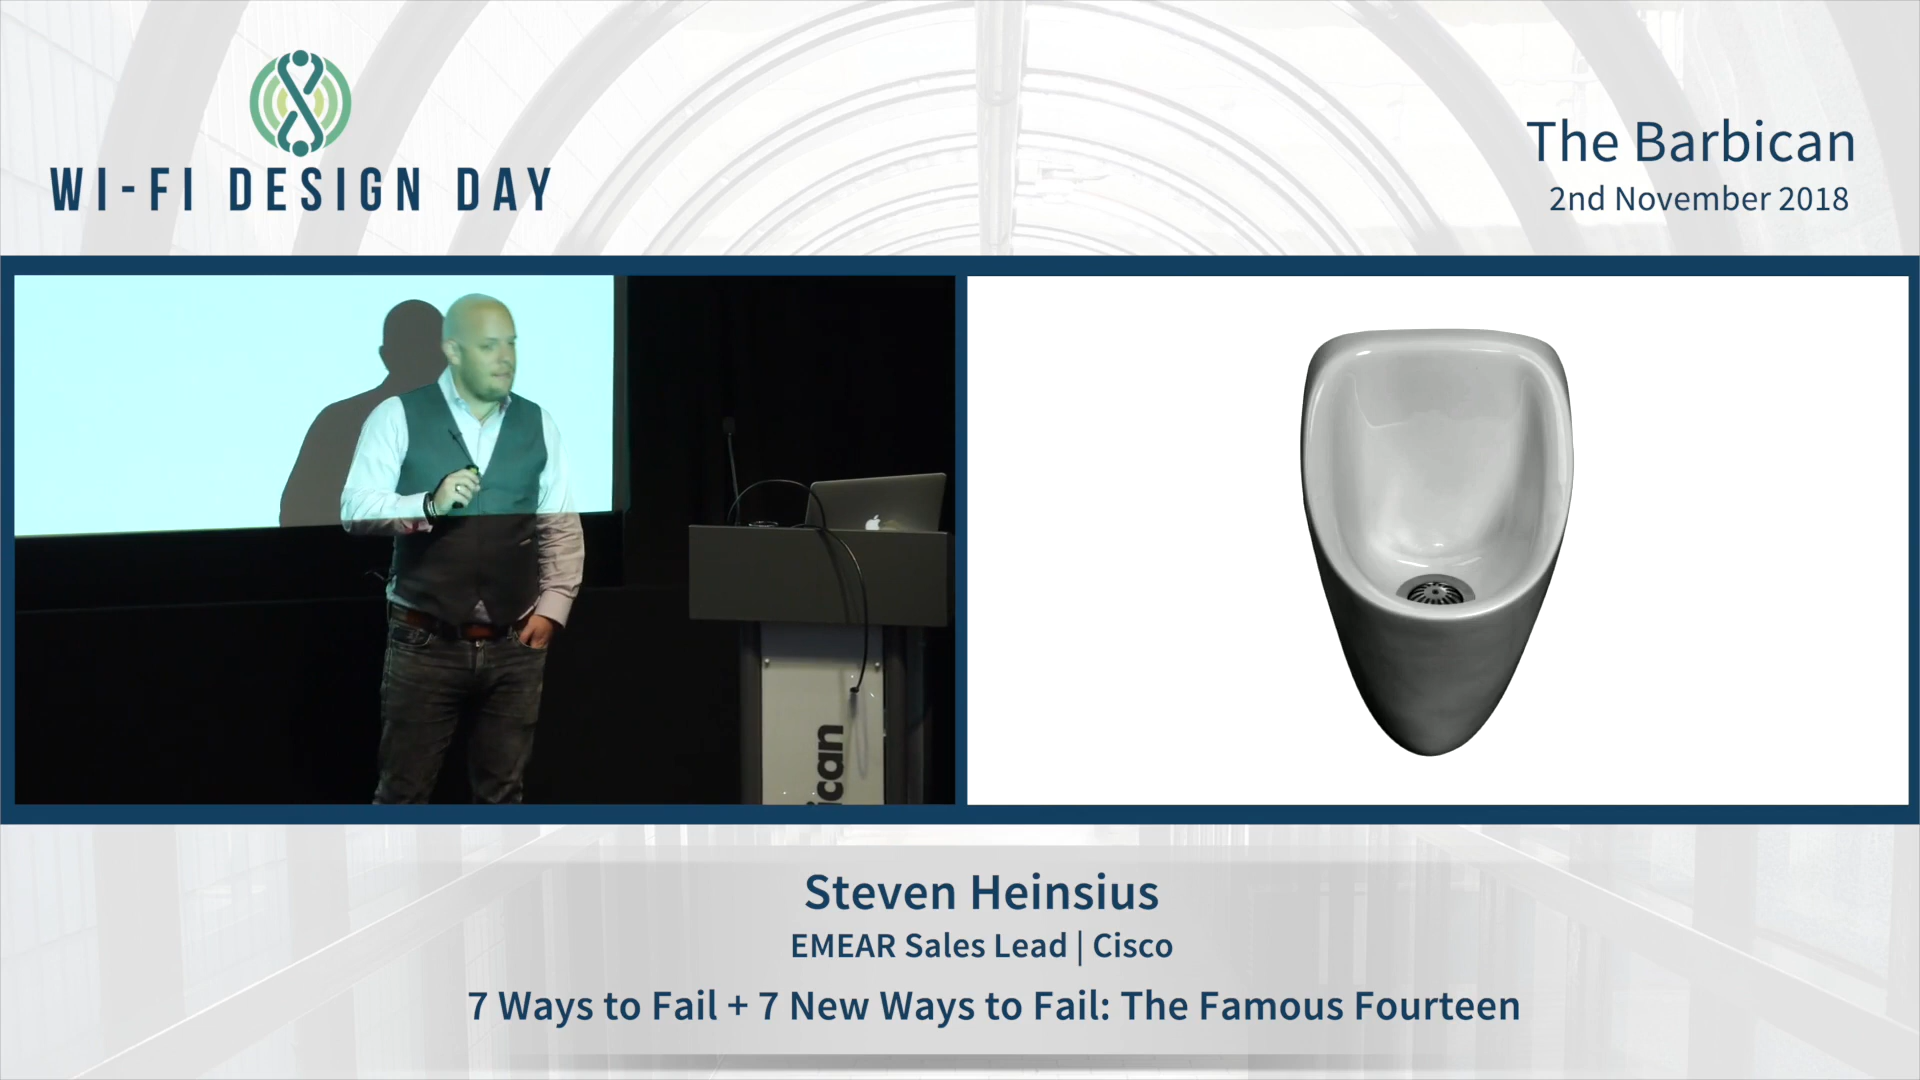 WI-FI DESIGN DAY
The Barbican
2nd November 2018
ican
Steven Heinsius
EMEAR Sales Lead | Cisco
7 Ways to Fail + 7 New Ways to Fail: The Famous Fourteen